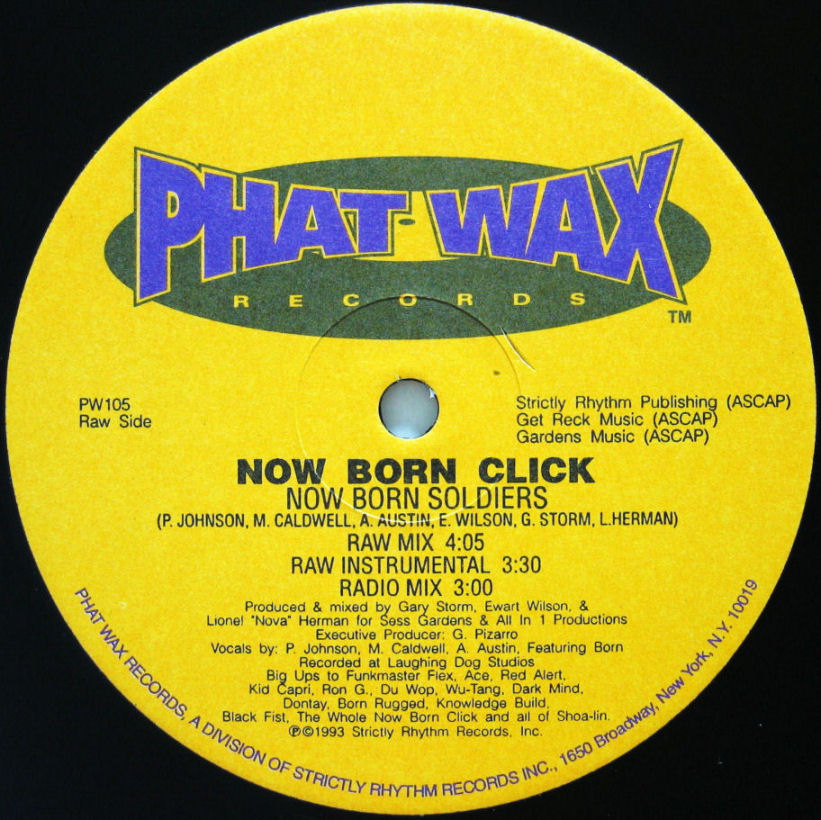 PHAT-WAX
RECORDS
TM
PW105
Raw Side
Strictly Rhythm Publishing (ASCAP)
Get Reck Music (ASCAP)
Gardens Music (ASCAP)
NOW BORN CLICK
NOW BORN SOLDIERS
(P. JOHNSON, M. CALDWELL, A. AUSTIN, E. WILSON, G. STORM, L.HERMAN)
RAW MIX 4:05
RAW INSTRUMENTAL 3:30
RADIO MIX 3:00
Produced & mixed by Gary Storm, Ewart Wilson, &
Lionel "Nova" Herman for Sess Gardens & All In 1 Productions
Executive Producer: G. Pizarro
Vocals by: P. Johnson, M. Caldwell, A. Austin, Featuring Born
Recorded at Laughing Dog Studios
Big Ups to Funkmaster Flex, Ace, Red Alert,
Kid Capri, Ron G., Du Wop, Wu-Tang, Dark Mind,
Dontay, Born Rugged, Knowledge Build,
Black Fist, The Whole Now Born Click and all of Shoa-lin.
℗©1993 Strictly Rhythm Records, Inc.
PHAT WAX RECORDS, A DIVISION OF STRICTLY RHYTHM RECORDS INC., 1650 Broadway, New York, N.Y. 10019